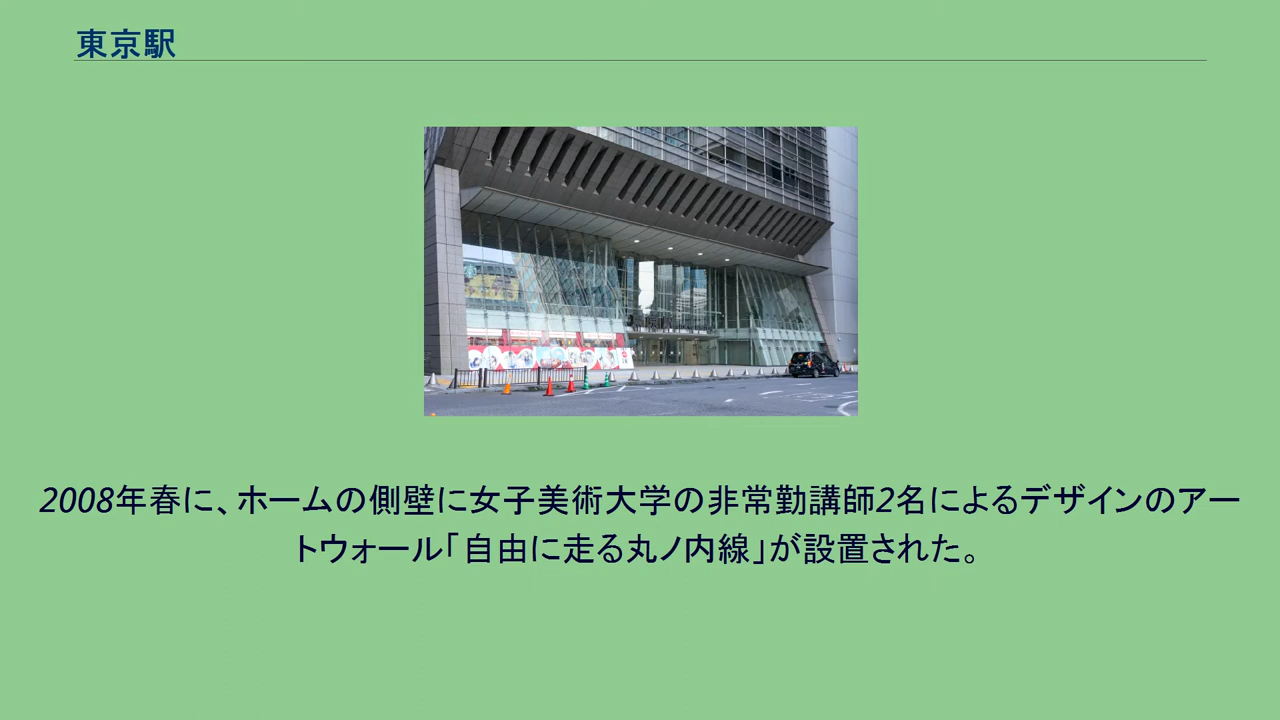 東京駅
2008年春に、ホームの側壁に女子美術大学の非常勤講師2名によるデザインのアー
トウォール「自由に走る丸ノ内線」が設置された。